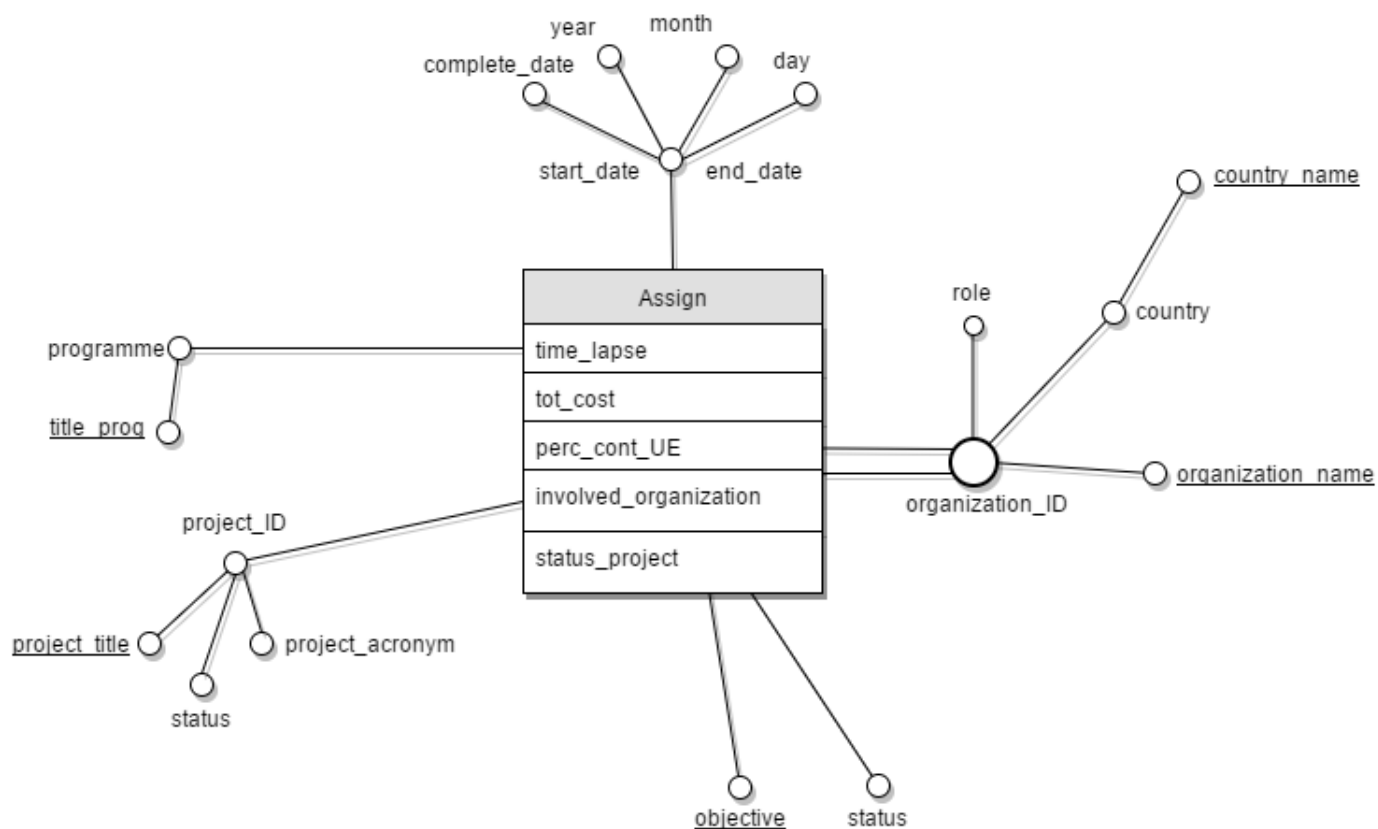 year
month
complete_date
day
start_date
end_date
country_name
Assign
role
country
programme
time_lapse
tot_cost
title_prog
perc_cont_UE
organization_name
involved_organization
organization_ID
project_ID
status_project
project_title
project_acronym
status
objective
status